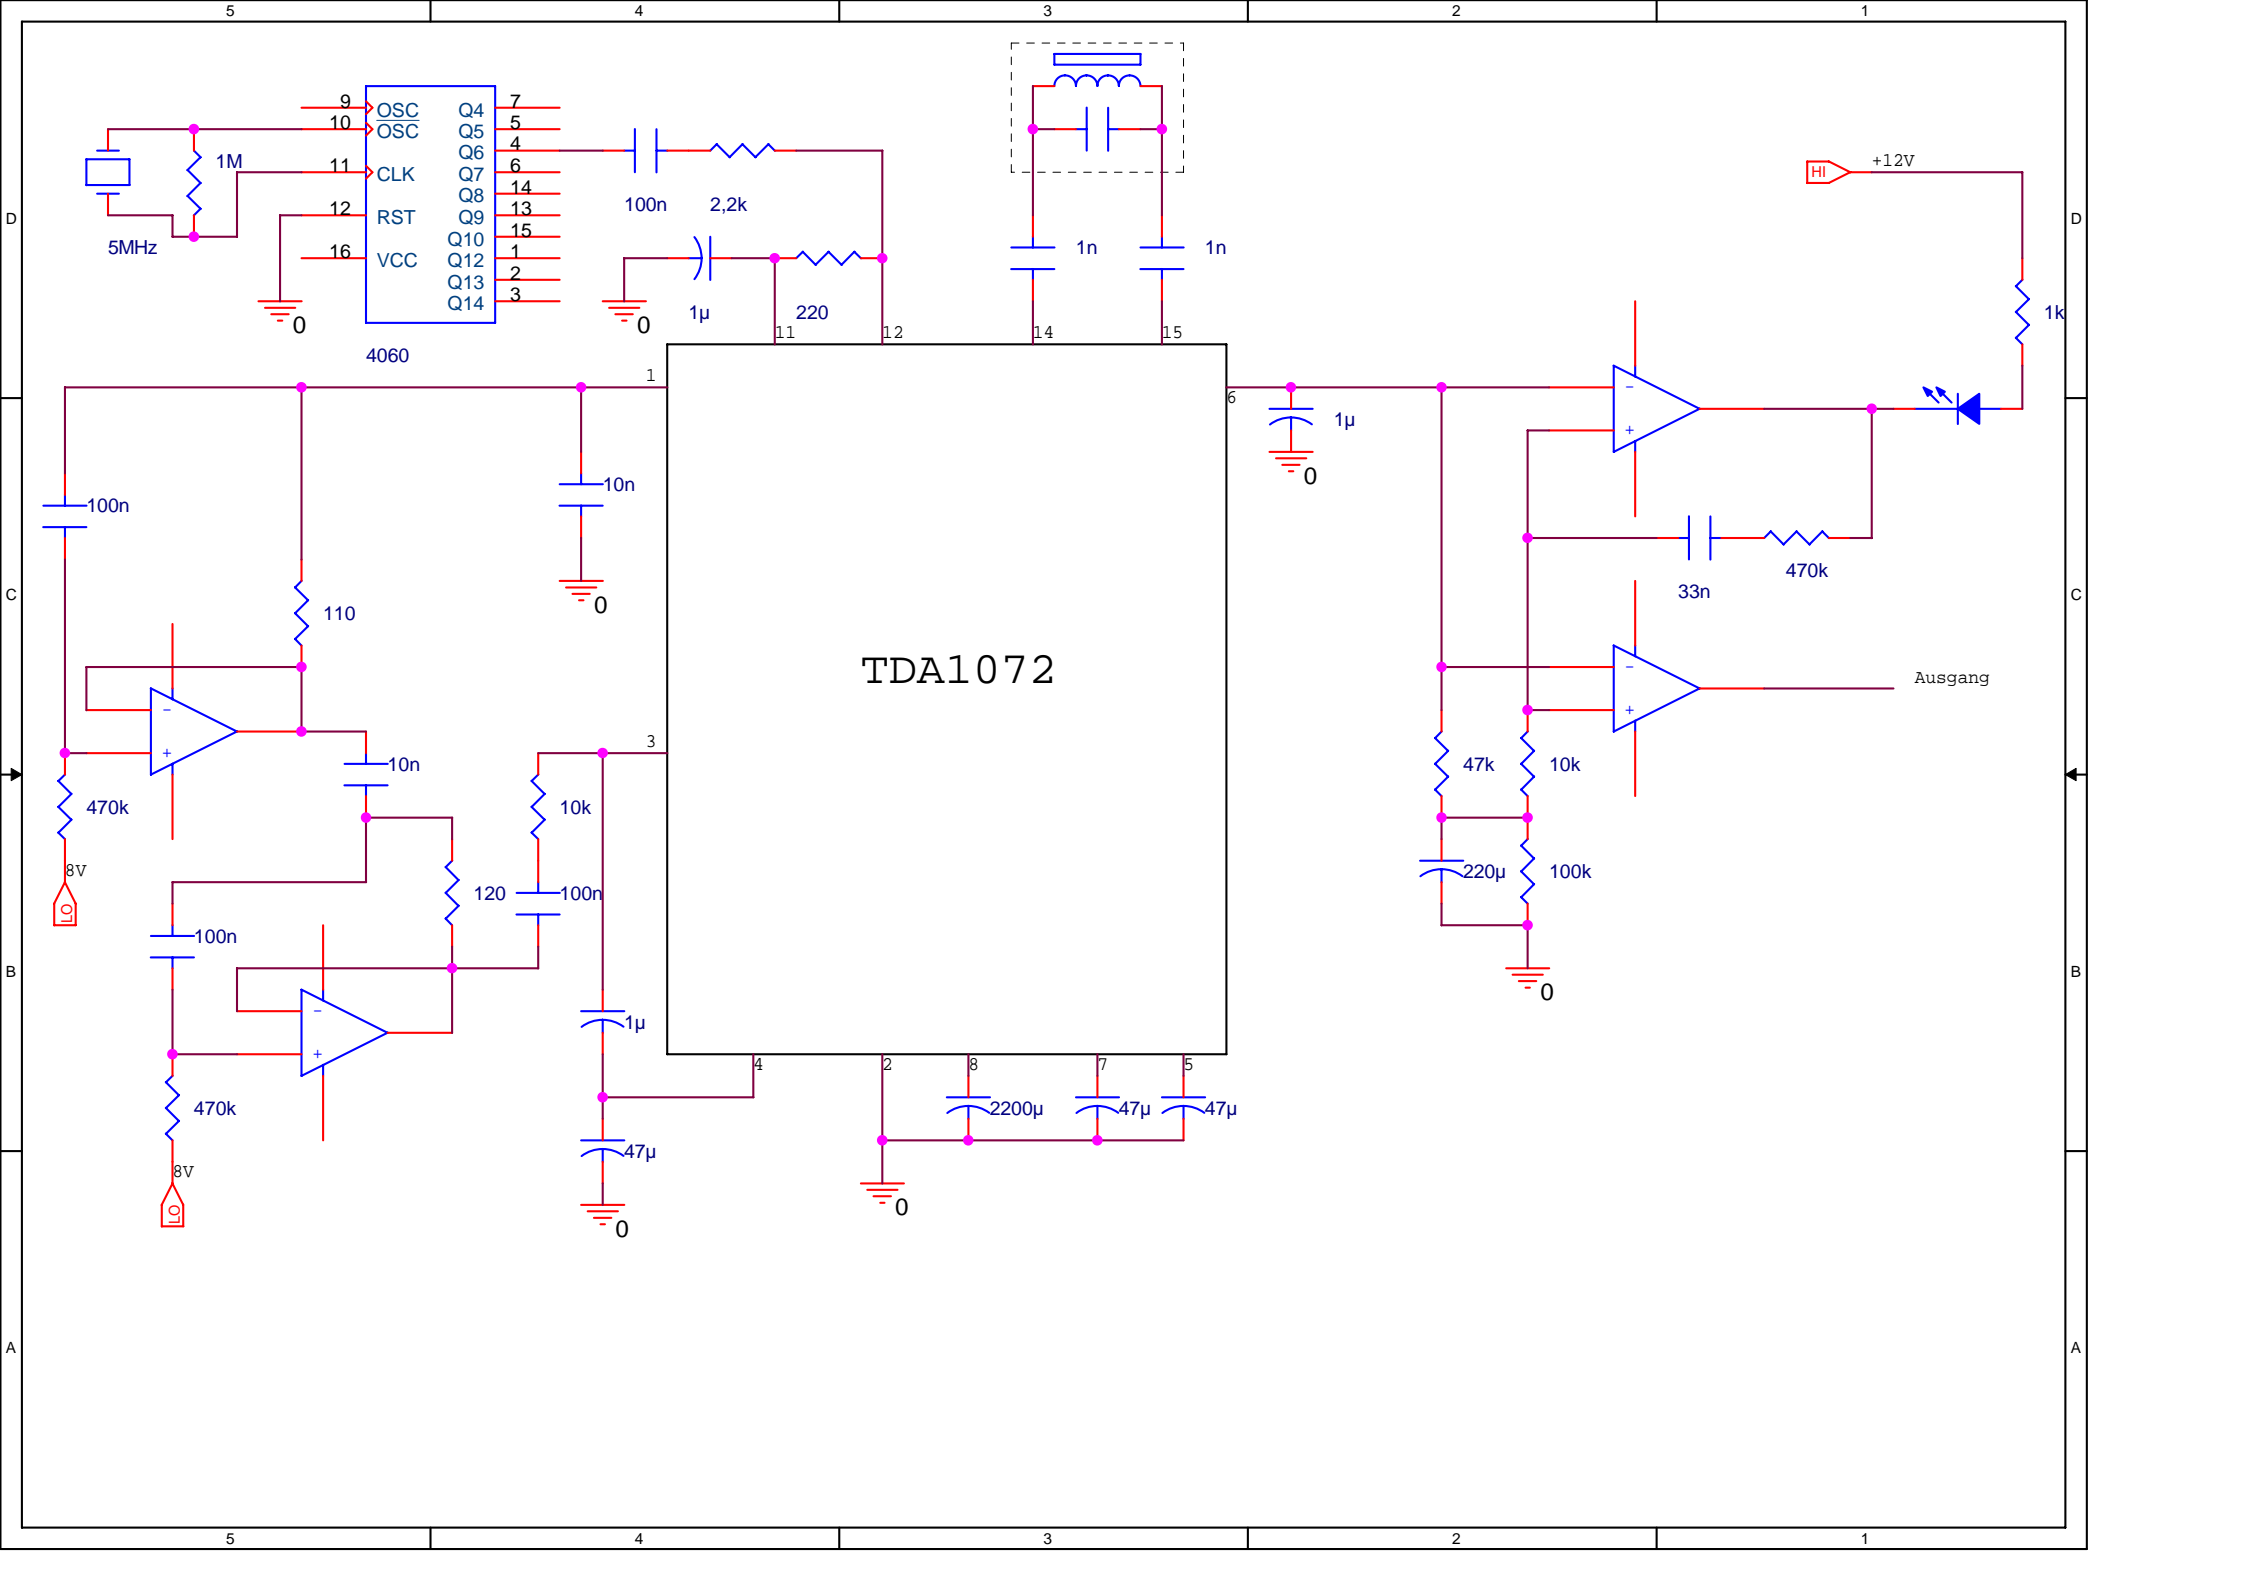 5 4 3 2 1
D
C
B
A
9 OSC Q4 7
10 OSC Q5 5
Q6 4
11 CLK Q7 6
Q8 14
12 RST Q9 13
Q10 15
16 VCC Q12 1
Q13 2
Q14 3
4060
1M
5MHz
0
100n 2,2k
0
1µ 220
11 12 14 15
1n 1n
HI +12V
1k
1
6
TDA1072
100n
10n
0
110
- +
470k
8V
LO
10n
120
100n
- +
470k
8V
LO
3
10k
100n
1µ
47µ
0
4 2 8 7 5
2200µ 47µ 47µ
0
1µ
0
- +
33n 470k
- +
Ausgang
47k 10k
220µ 100k
0
D
C
B
A
5 4 3 2 1